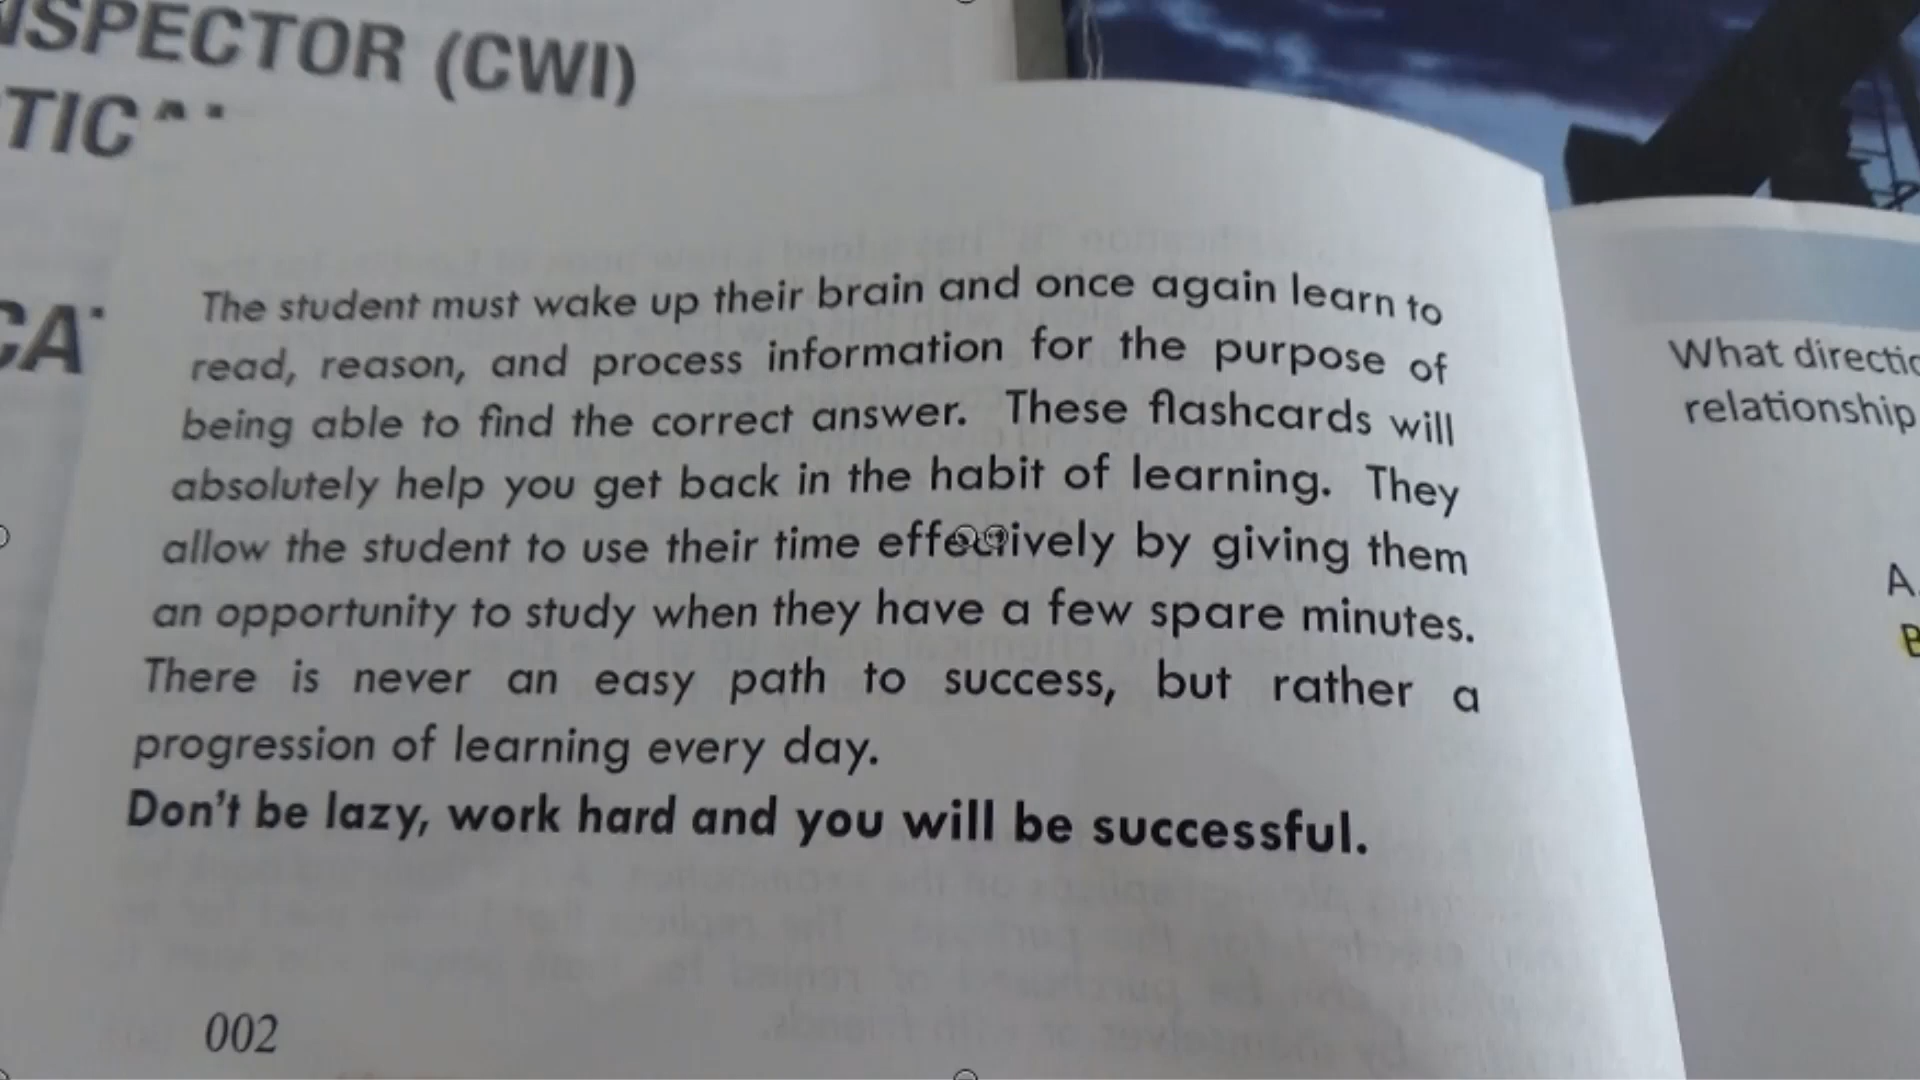 (CWI)
The student must wake up their brain and once again learn to
read, reason, and process information for the purpose of
being able to find the correct answer. These flashcards will
absolutely help you get back in the habit of learning. They
allow the student to use their time effectively by giving them
an opportunity to study when they have a few spare minutes.
There is never an easy path to success, but rather a
progression of learning every day.
Don't be lazy, work hard and you will be successful.
002
What
relationship
A.